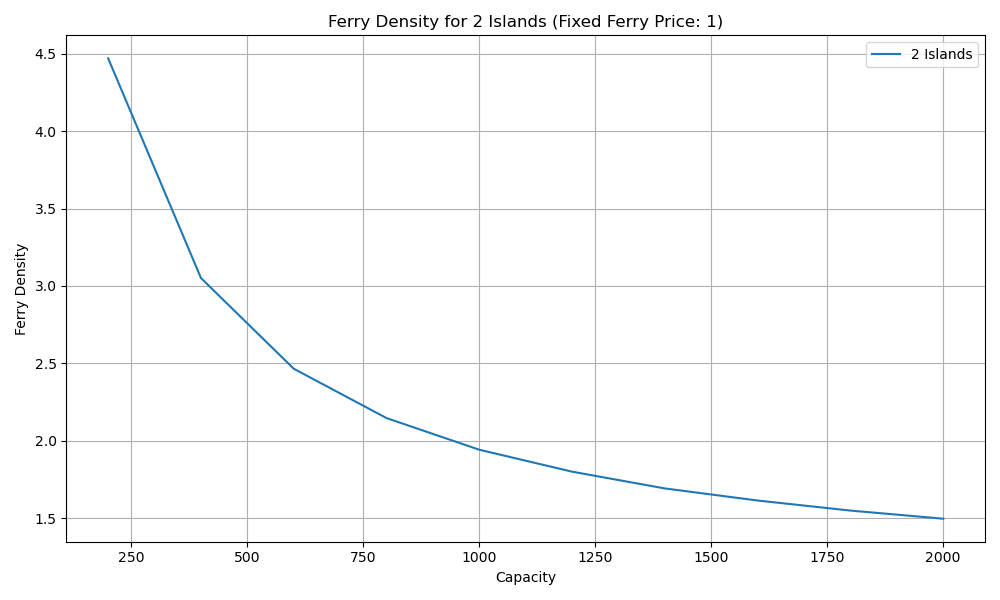 Ferry Density for 2 Islands (Fixed Ferry Price: 1)
2 Islands
4.5
4.0
3.5
3.0
2.5
2.0
1.5
Ferry Density
250 500 750 1000 1250 1500 1750 2000
Capacity